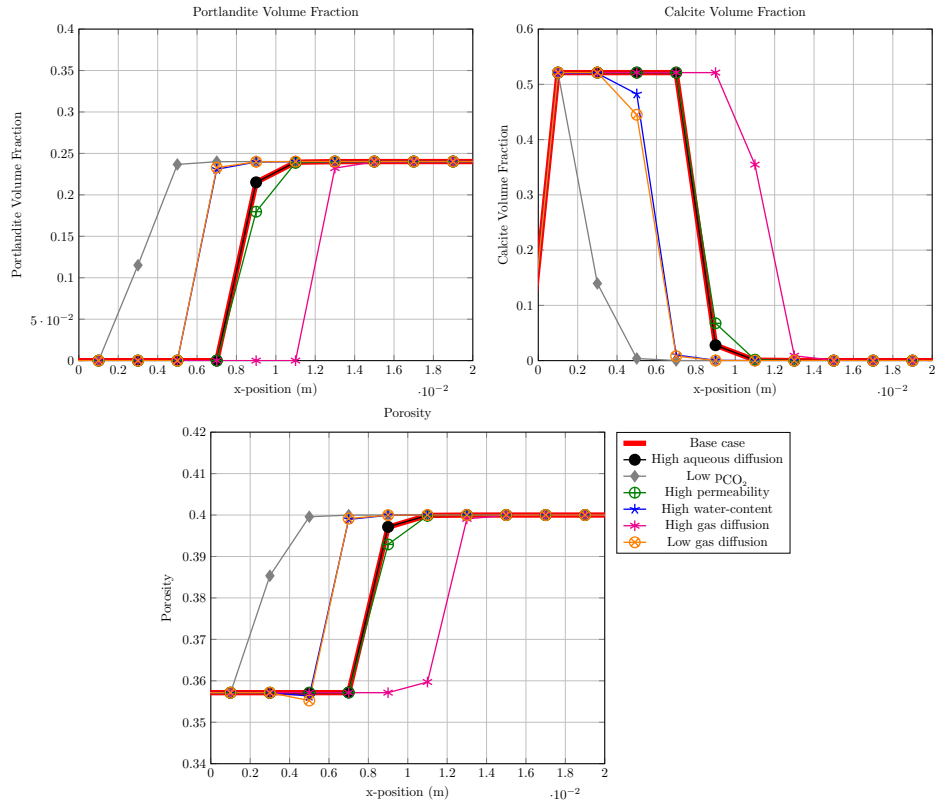 Portlandite Volume Fraction
Portlandite Volume Fraction
0.4
0.35
0.3
0.25
0.2
0.15
0.1
5 · 10⁻²
0
0 0.2 0.4 0.6 0.8 1 1.2 1.4 1.6 1.8 2
x-position (m)
·10⁻²
Calcite Volume Fraction
Calcite Volume Fraction
0.6
0.5
0.4
0.3
0.2
0.1
0
0 0.2 0.4 0.6 0.8 1 1.2 1.4 1.6 1.8 2
x-position (m)
·10⁻²
Porosity
Porosity
0.42
0.41
0.4
0.39
0.38
0.37
0.36
0.35
0.34
0 0.2 0.4 0.6 0.8 1 1.2 1.4 1.6 1.8 2
x-position (m)
·10⁻²
Base case
High aqueous diffusion
Low pCO₂
High permeability
High water-content
High gas diffusion
Low gas diffusion